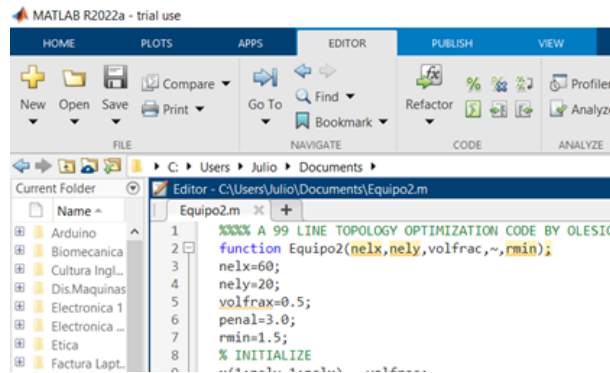 MATLAB R2022a - trial use
HOME PLOTS APPS EDITOR PUBLISH VIEW
New Open Save Compare Print Go To Find Bookmark Refactor Profiler Analyze
FILE NAVIGATE CODE ANALYZE
C: Users Julio Documents
Current Folder
Name
Arduino
Biomecanica
Cultura Ingl...
Dis.Maquinas
Electronica 1
Electronica ...
Etica
Factura Lapt...
Editor - C:\Users\Julio\Documents\Equipo2.m
Equipo2.m
1 %%%% A 99 LINE TOPOLOGY OPTIMIZATION CODE BY OLESIG
2 function Equipo2(nelx,nely,volfrac,~,rmin);
3 nelx=60;
4 nely=20;
5 volfrax=0.5;
6 penal=3.0;
7 rmin=1.5;
8 % INITIALIZE